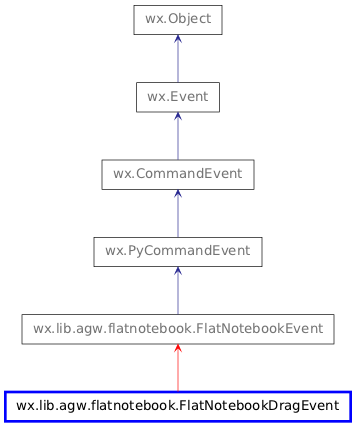 wx.Object
wx.Event
wx.CommandEvent
wx.PyCommandEvent
wx.lib.agw.flatnotebook.FlatNotebookEvent
wx.lib.agw.flatnotebook.FlatNotebookDragEvent